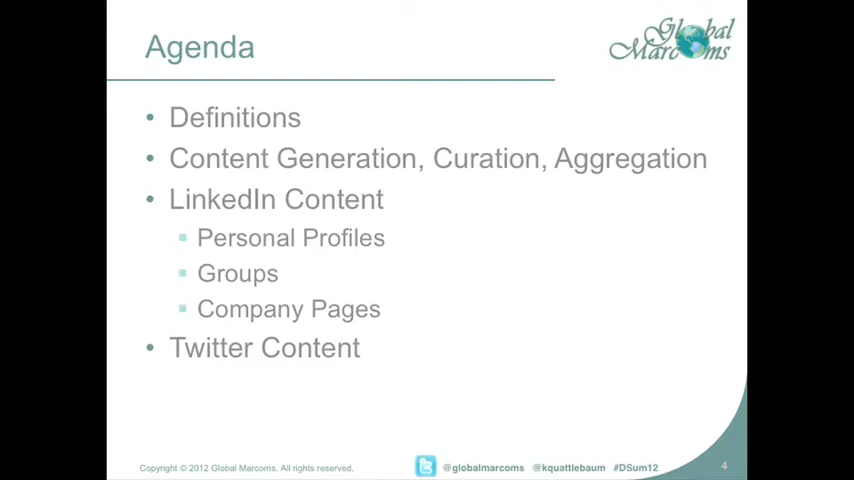 Agenda
Global
Marcoms
• Definitions
• Content Generation, Curation, Aggregation
• LinkedIn Content
▪ Personal Profiles
▪ Groups
▪ Company Pages
• Twitter Content
Copyright © 2012 Global Marcoms. All rights reserved.
@globalmarcoms @kquattlebaum #DSum12
4